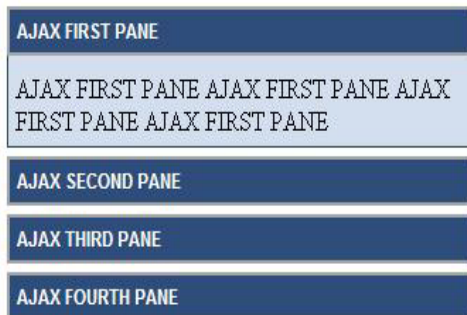 AJAX FIRST PANE
AJAX FIRST PANE AJAX FIRST PANE AJAX
FIRST PANE AJAX FIRST PANE
AJAX SECOND PANE
AJAX THIRD PANE
AJAX FOURTH PANE